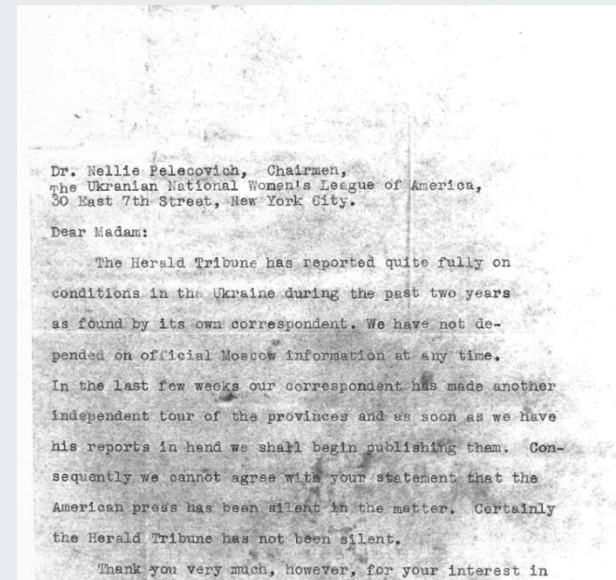 Dr. Nellie Pelecovich, Chairmen,
The Ukranian National Women's League of America,
30 East 7th Street, New York City.
Dear Madam:
The Herald Tribune has reported quite fully on
conditions in the Ukraine during the past two years
as found by its own correspondent. We have not de-
pended on official Moscow information at any time.
In the last few weeks our correspondent has made another
independent tour of the provinces and as soon as we have
his reports in hand we shall begin publishing them. Con-
sequently we cannot agree with your statement that the
American press has been silent in the matter. Certainly
the Herald Tribune has not been silent.
Thank you very much, however, for your interest in